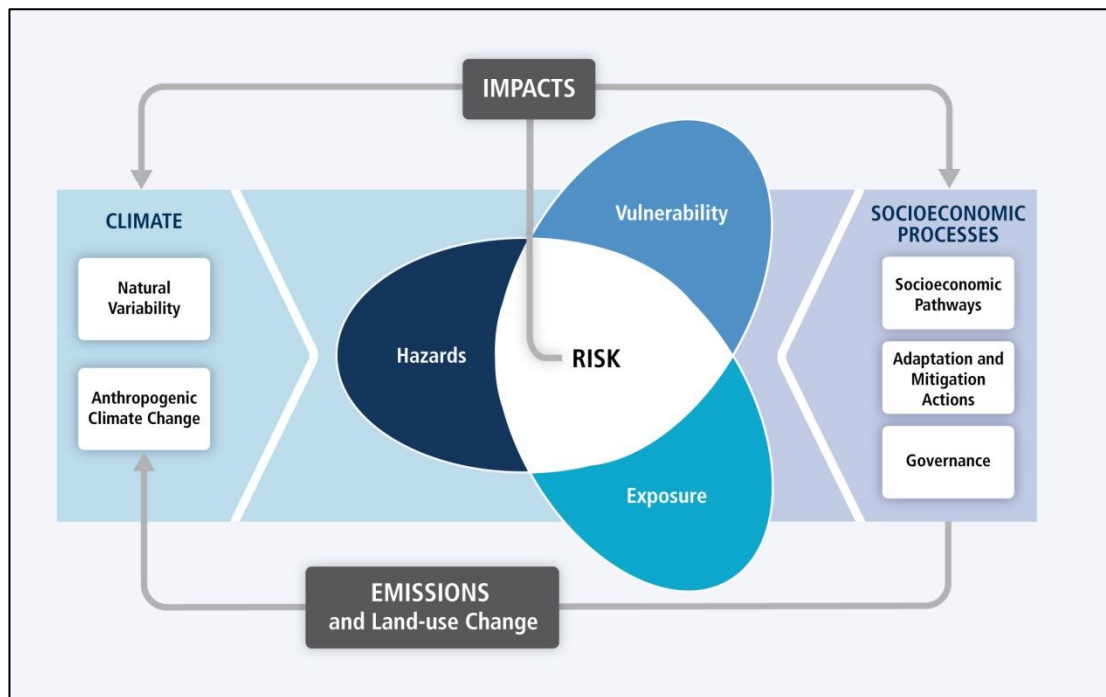 IMPACTS
CLIMATE
Natural
Variability
Anthropogenic
Climate Change
Vulnerability
Hazards
RISK
Exposure
SOCIOECONOMIC
PROCESSES
Socioeconomic
Pathways
Adaptation and
Mitigation
Actions
Governance
EMISSIONS
and Land-use Change